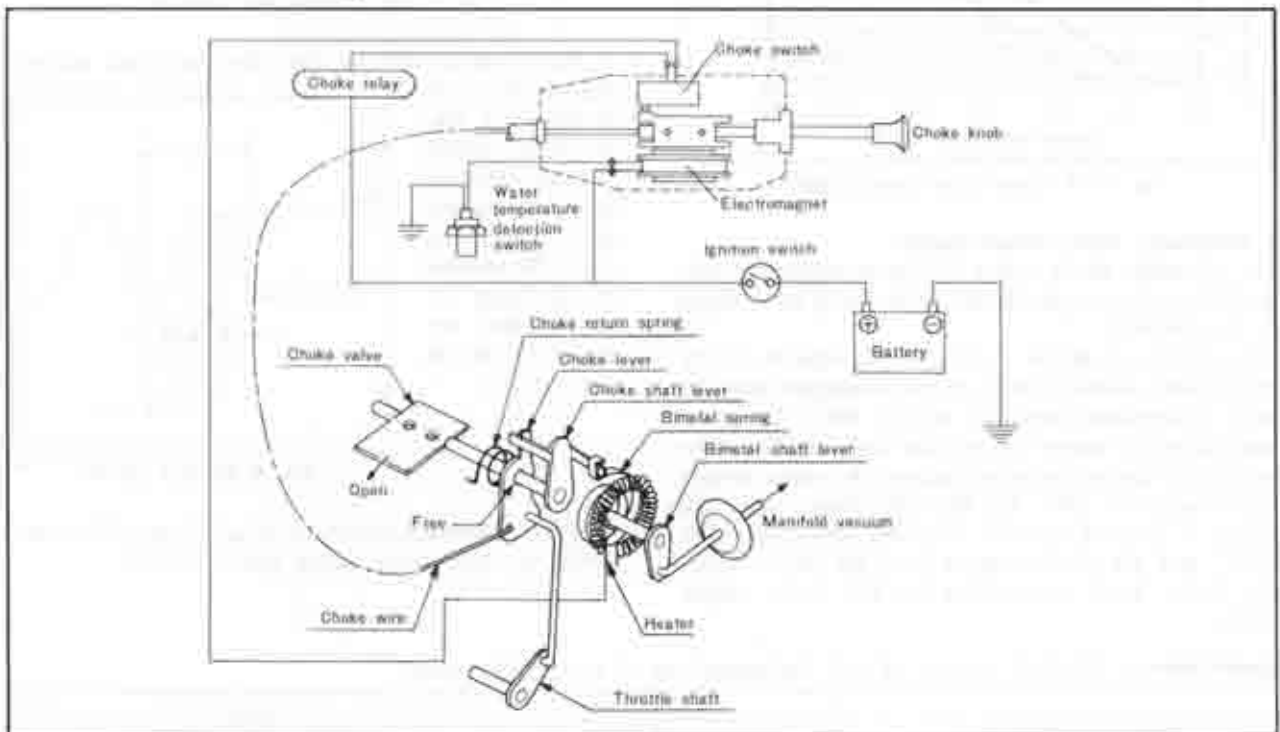 Choke switch
Choke relay
Choke knob
Water
temperature
detection
switch
Electromagnet
Ignition switch
Battery
Choke return spring
Choke valve
Choke lever
Choke shaft lever
Bimetal spring
Bimetal shaft lever
Open
Free
Manifold vacuum
Choke wire
Heater
Throttle shaft